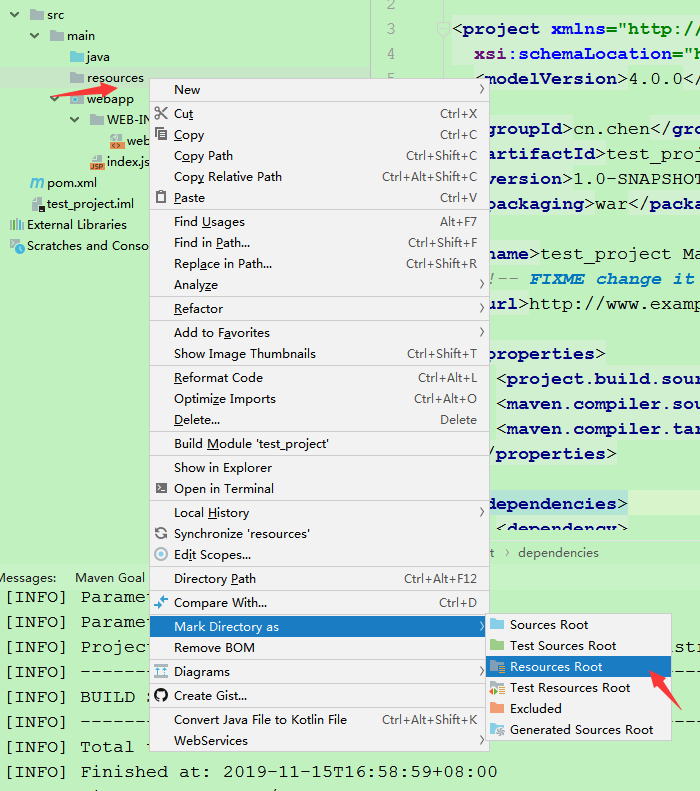 src
main
java
resources
webapp
WEB-IN
web
index.js
pom.xml
test_project.iml
External Libraries
Scratches and Conso
2
3
4
5
<project xmlns="http://
xsi:schemaLocation="h
<modelVersion>4.0.0</
groupId>cn.chen</gro
artifactId>test_proj
version>1.0-SNAPSHOT
packaging>war</packa
name>test_project Ma
!-- FIXME change it
url>http://www.examp
properties>
<project.build.sour
<maven.compiler.sou
<maven.compiler.tar
/properties>
dependencies>
<dependency>
t › dependencies
New
Cut Ctrl+X
Copy Ctrl+C
Copy Path Ctrl+Shift+C
Copy Relative Path Ctrl+Alt+Shift+C
Paste Ctrl+V
Find Usages Alt+F7
Find in Path... Ctrl+Shift+F
Replace in Path... Ctrl+Shift+R
Analyze
Refactor
Add to Favorites
Show Image Thumbnails Ctrl+Shift+T
Reformat Code Ctrl+Alt+L
Optimize Imports Ctrl+Alt+O
Delete... Delete
Build Module 'test_project'
Show in Explorer
Open in Terminal
Local History
Synchronize 'resources'
Edit Scopes...
Directory Path Ctrl+Alt+F12
Compare With... Ctrl+D
Mark Directory as
Remove BOM
Diagrams
Create Gist...
Convert Java File to Kotlin File Ctrl+Alt+Shift+K
WebServices
Sources Root
Test Sources Root
Resources Root
Test Resources Root
Excluded
Generated Sources Root
Messages: Maven Goal
[INFO] Paramet
[INFO] Paramet
[INFO] Project
[INFO] -------
[INFO] BUILD S
[INFO] -------
[INFO] Total t
[INFO] Finished at: 2019-11-15T16:58:59+08:00